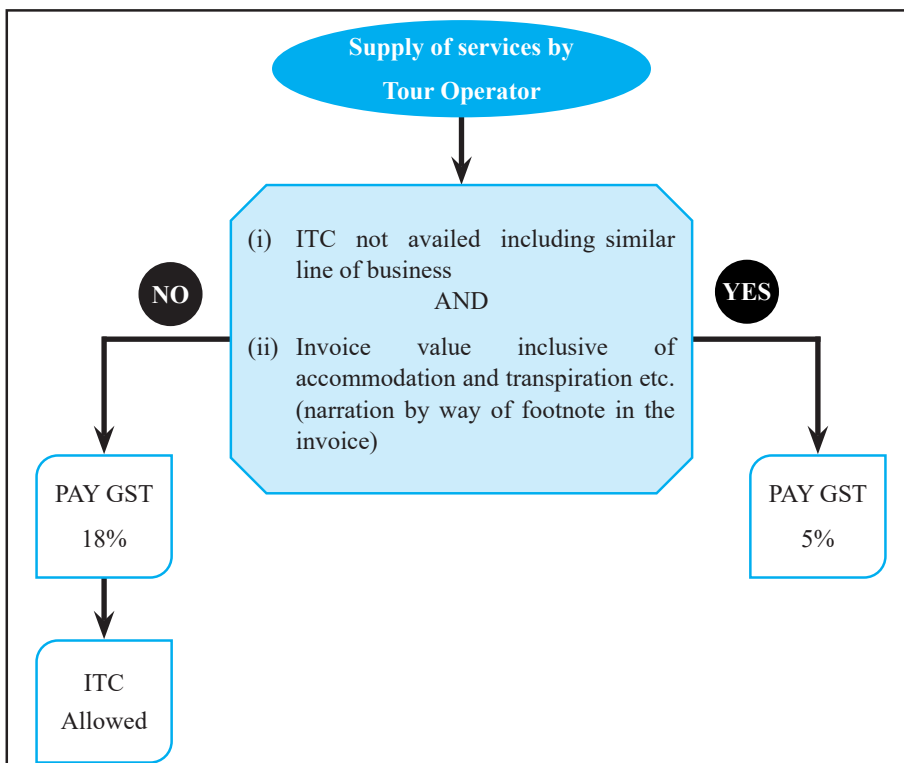 Supply of services by
Tour Operator
(i) ITC not availed including similar
line of business
AND
(ii) Invoice value inclusive of
accommodation and transpiration etc.
(narration by way of footnote in the
invoice)
NO
YES
PAY GST
18%
PAY GST
5%
ITC
Allowed